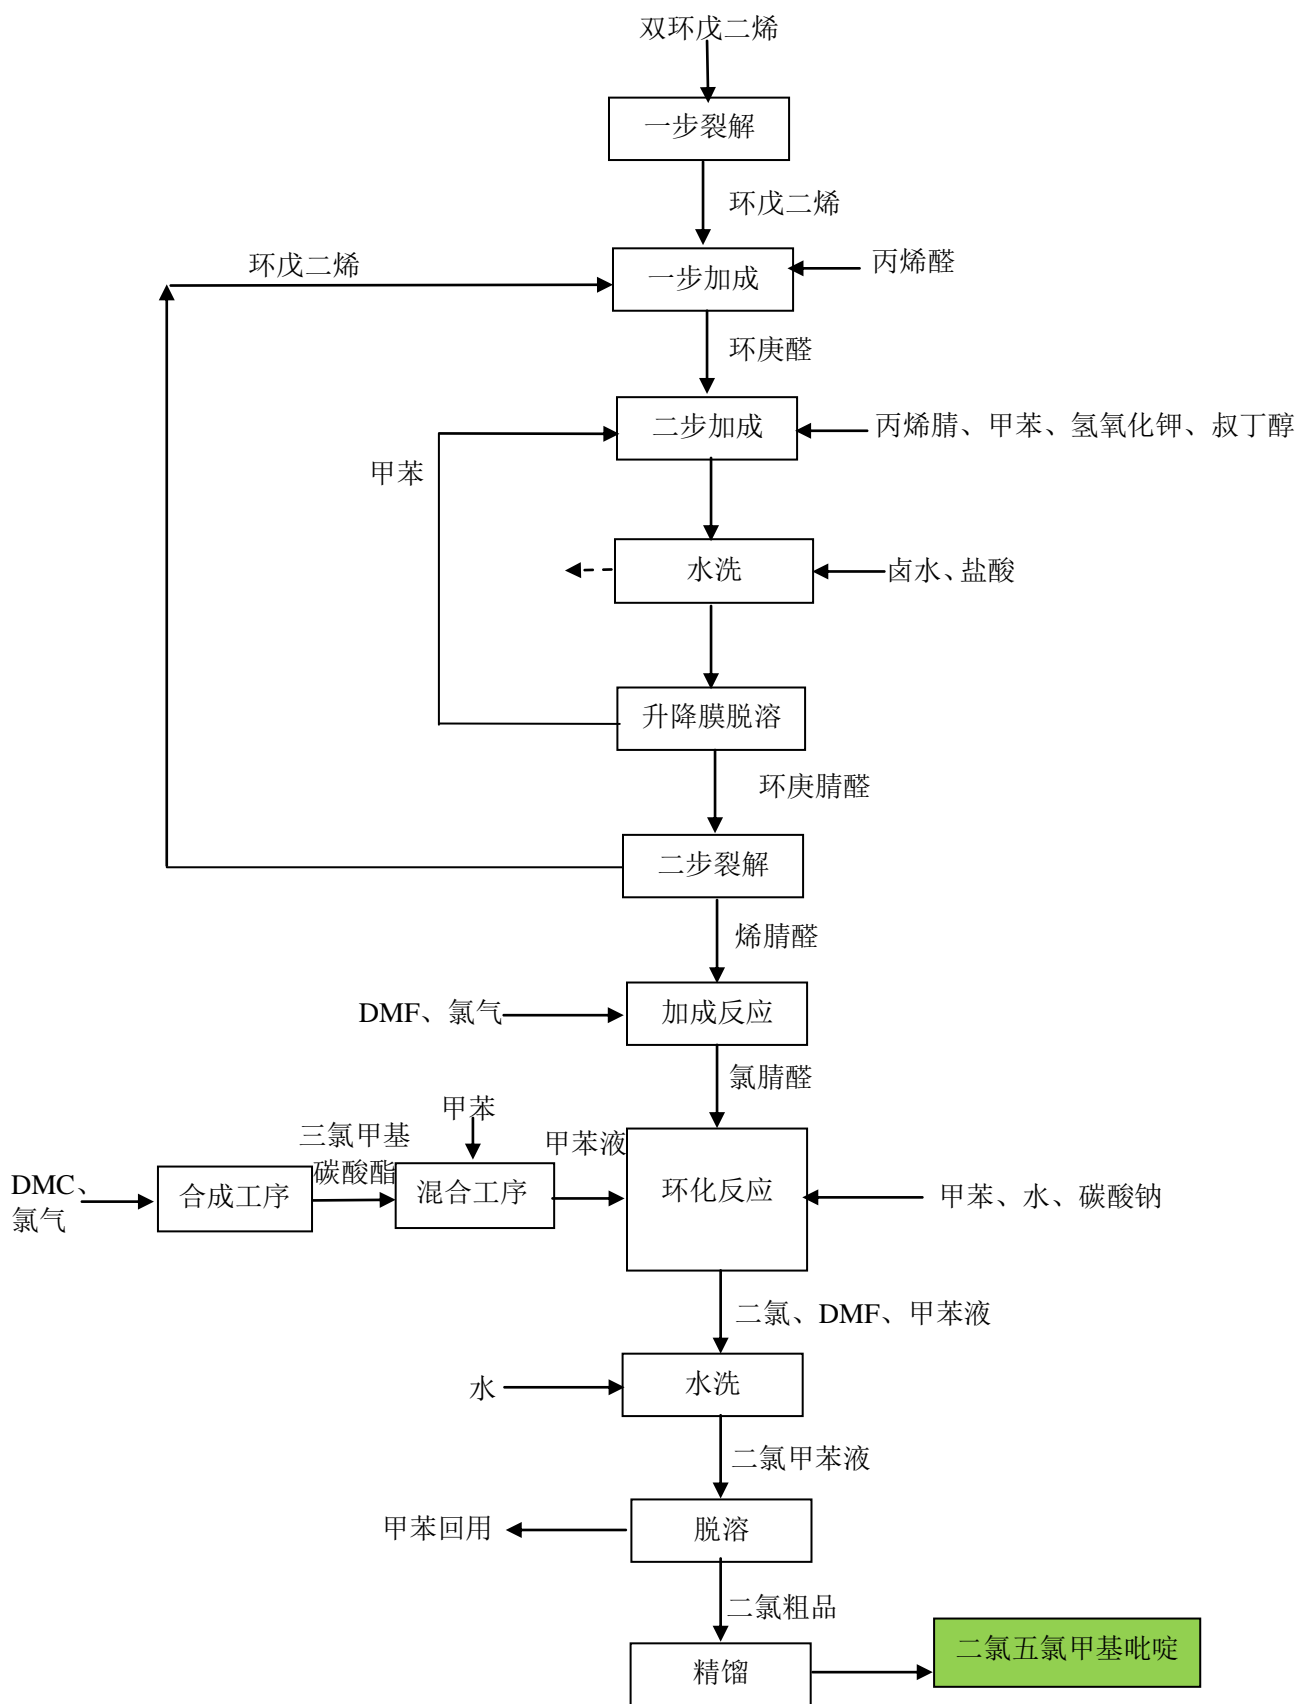 双环戊二烯
一步裂解
环戊二烯
环戊二烯
一步加成
丙烯醛
环庚醛
二步加成
丙烯腈、甲苯、氢氧化钾、叔丁醇
甲苯
水洗
卤水、盐酸
升降膜脱溶
环庚腈醛
二步裂解
烯腈醛
DMF、氯气
加成反应
氯腈醛
甲苯
三氯甲基
碳酸酯
甲苯液
DMC、
氯气
合成工序
混合工序
环化反应
甲苯、水、碳酸钠
二氯、DMF、甲苯液
水
水洗
二氯甲苯液
甲苯回用
脱溶
二氯粗品
精馏
二氯五氯甲基吡啶